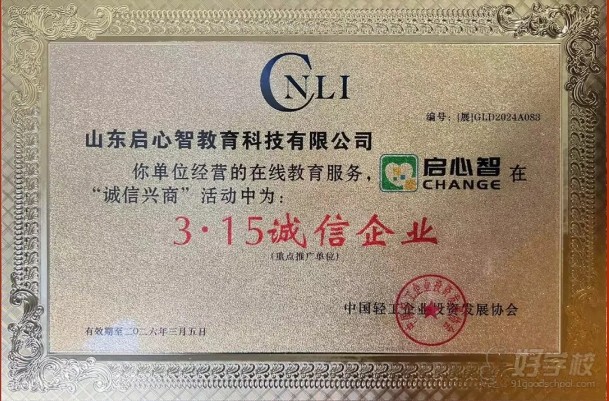 CNLI
编号：[展]GLD2024A083
山东启心智教育科技有限公司
你单位经营的在线教育服务，启心智 CHANGE 在
“诚信兴商”活动中为：
3·15诚信企业
（重点推广单位）
中国轻工企业投资发展协会
有效期至二〇二六年三月五日
好学校
91goodschool.com